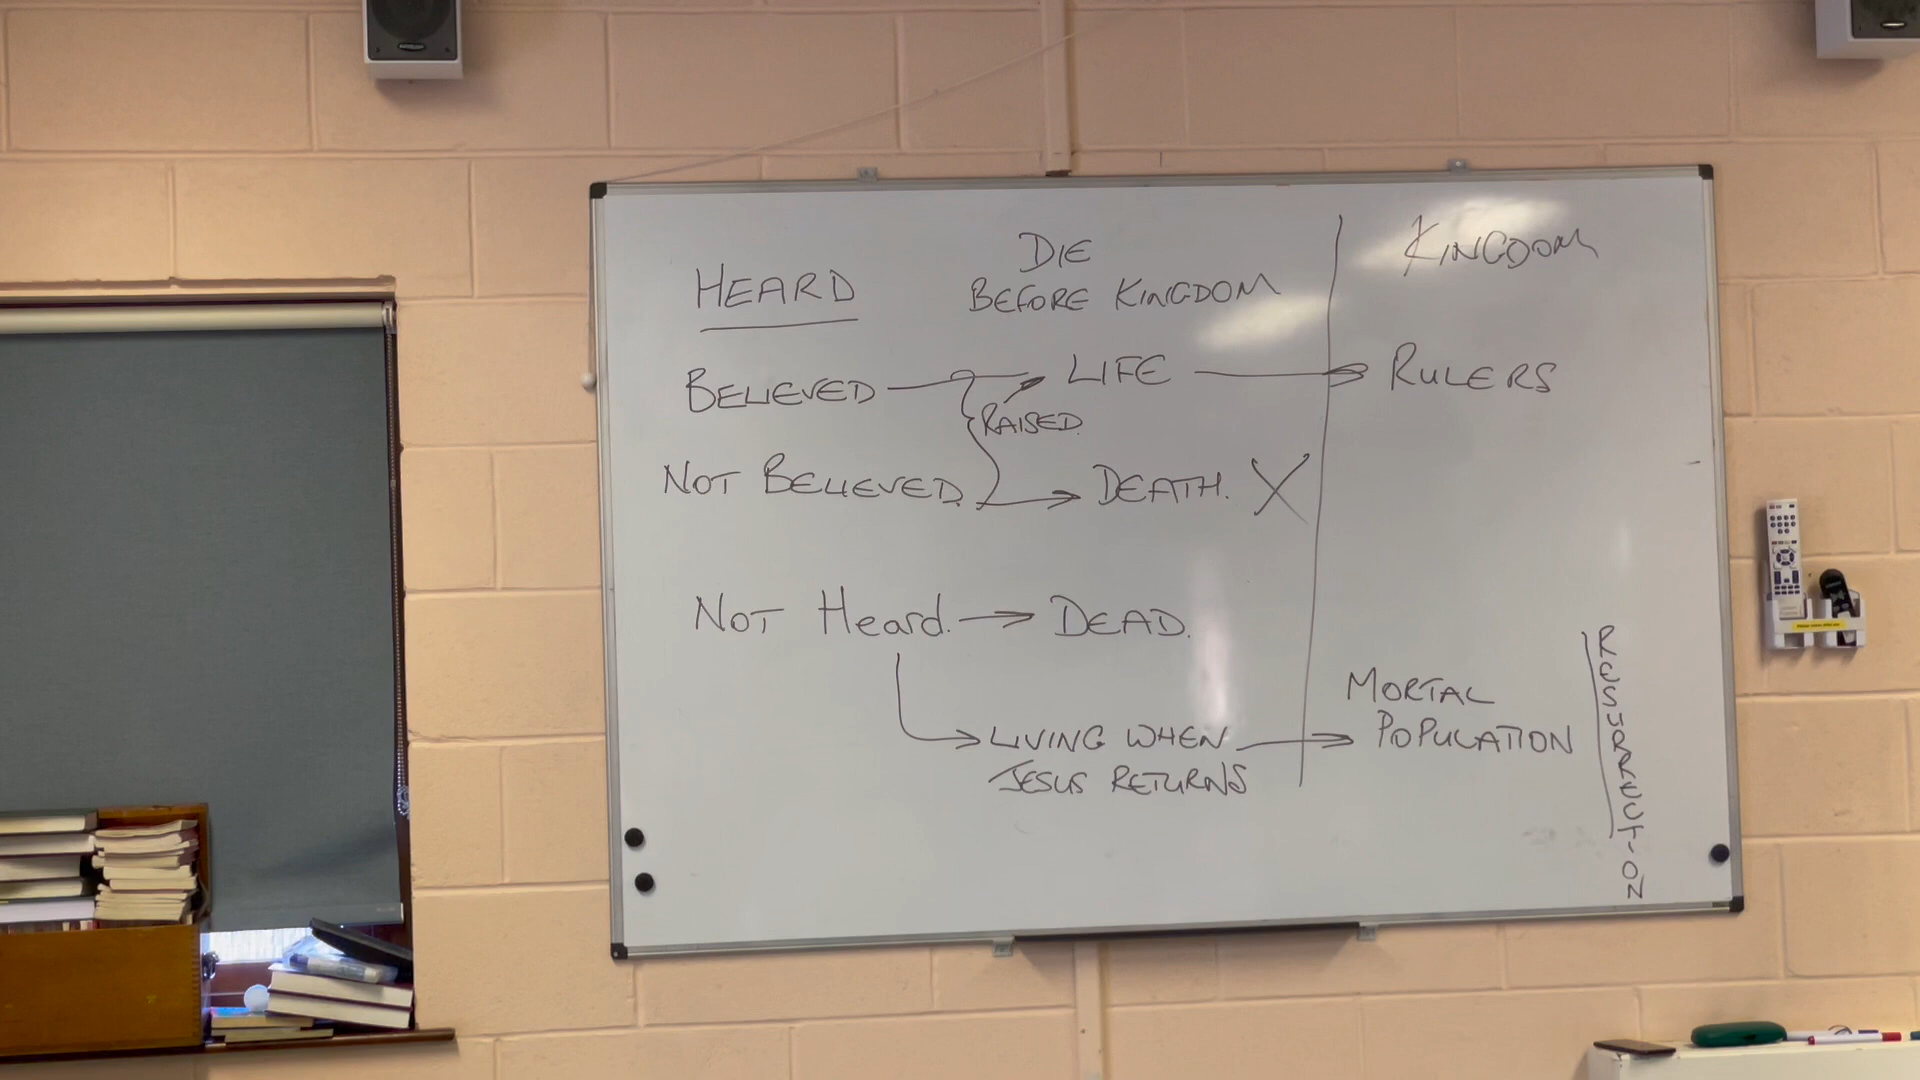 HEARD
DIE
BEFORE KINGDOM
KINGDOM
BELIEVED
LIFE
RULERS
RAISED.
NOT BELIEVED.
DEATH. X
NOT Heard.
DEAD.
LIVING WHEN
JESUS RETURNS
MORTAL
POPULATION
RESURRECTION